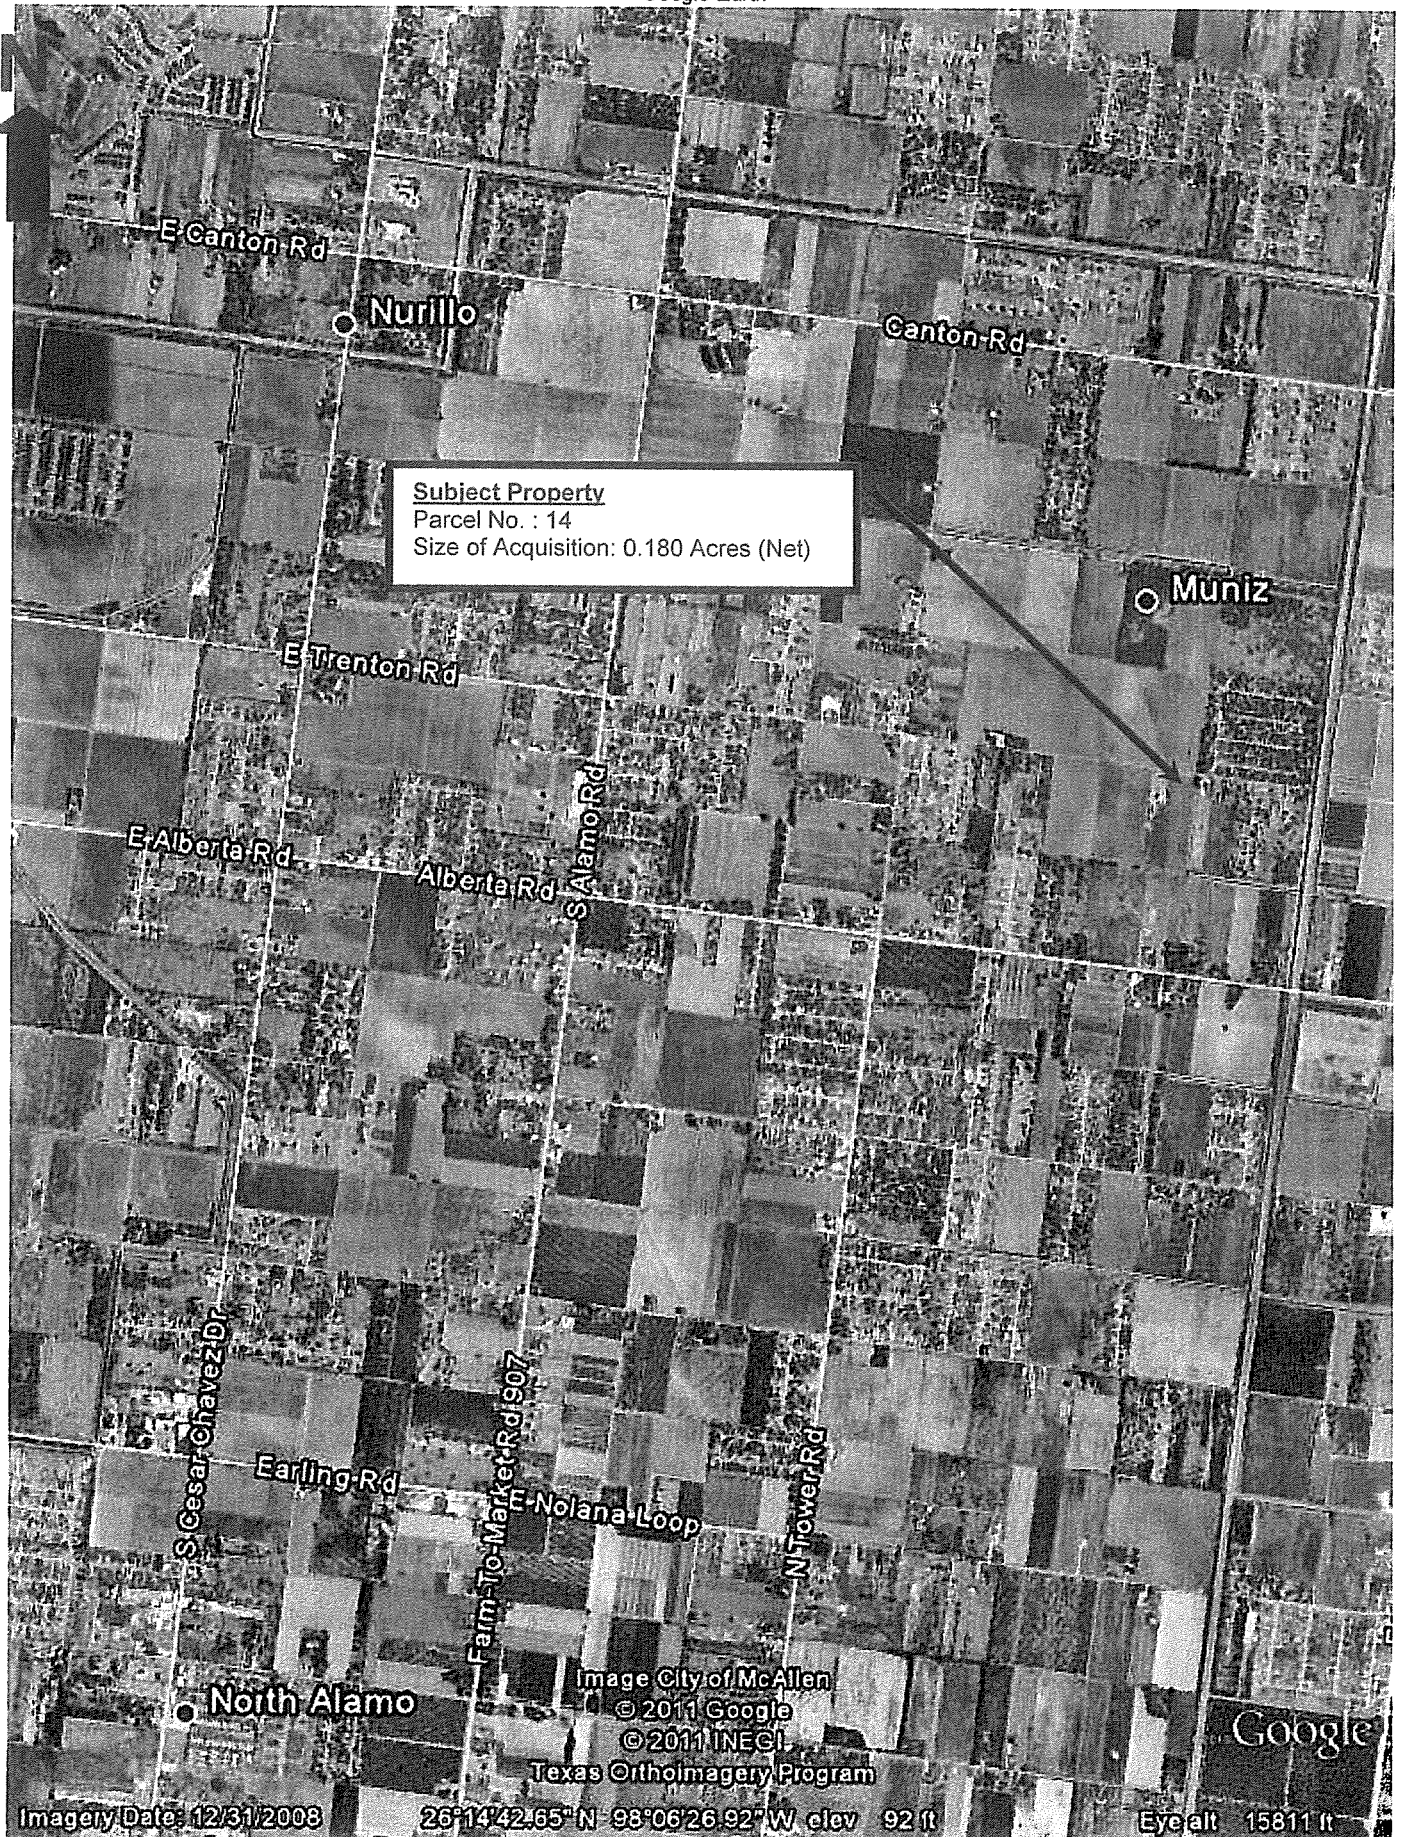 N
E Canton Rd
Nurillo
Canton Rd
Subject Property
Parcel No. : 14
Size of Acquisition: 0.180 Acres (Net)
Muniz
E Trenton Rd
S Alamo Rd
E Alberta Rd
Alberta Rd
S Cesar Chavez Dr
Farm-To-Market Rd 907
N Tower Rd
Earling Rd
E Nolana Loop
North Alamo
Image City of McAllen
© 2011 Google
© 2011 INEGI
Texas Orthoimagery Program
Google
Imagery Date: 12/31/2008
26°14'42.65" N 98°06'26.92" W elev 92 ft
Eye alt 15811 ft